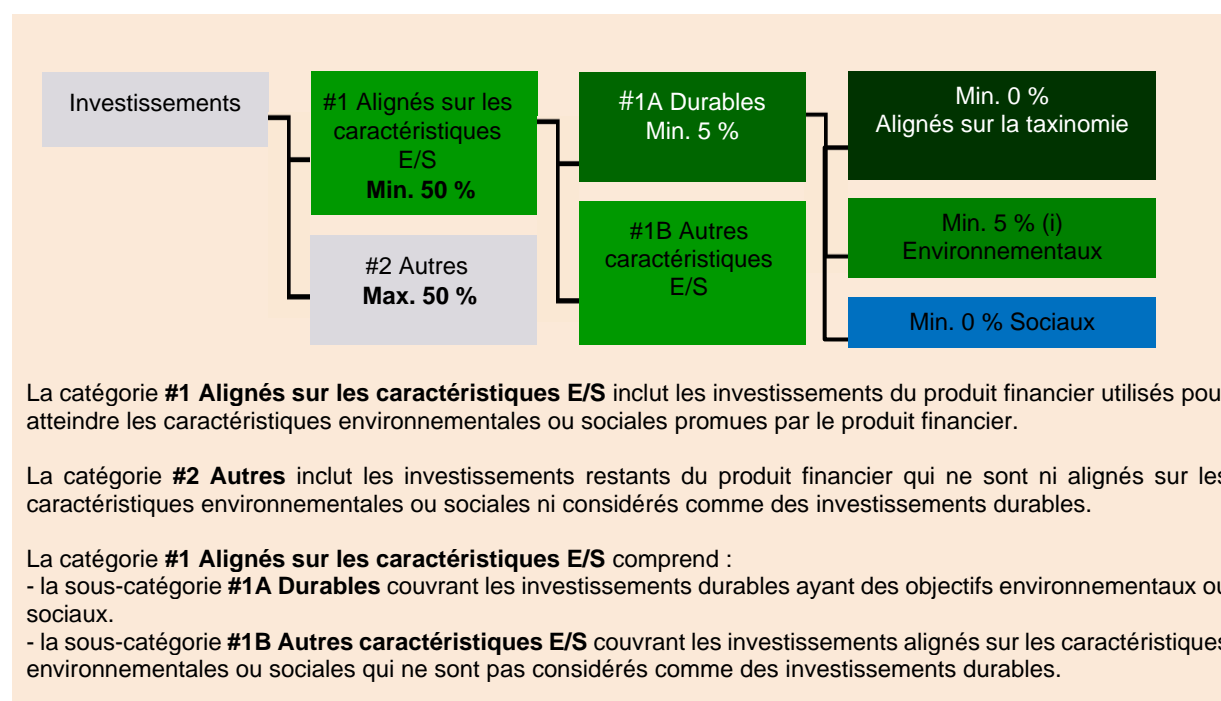 Investissements
#1 Alignés sur les
caractéristiques
E/S
Min. 50 %
#2 Autres
Max. 50 %
#1A Durables
Min. 5 %
#1B Autres
caractéristiques
E/S
Min. 0 %
Alignés sur la taxinomie
Min. 5 % (i)
Environnementaux
Min. 0 % Sociaux
La catégorie #1 Alignés sur les caractéristiques E/S inclut les investissements du produit financier utilisés pou
atteindre les caractéristiques environnementales ou sociales promues par le produit financier.
La catégorie #2 Autres inclut les investissements restants du produit financier qui ne sont ni alignés sur les
caractéristiques environnementales ou sociales ni considérés comme des investissements durables.
La catégorie #1 Alignés sur les caractéristiques E/S comprend :
- la sous-catégorie #1A Durables couvrant les investissements durables ayant des objectifs environnementaux ou
sociaux.
- la sous-catégorie #1B Autres caractéristiques E/S couvrant les investissements alignés sur les caractéristiques
environnementales ou sociales qui ne sont pas considérés comme des investissements durables.